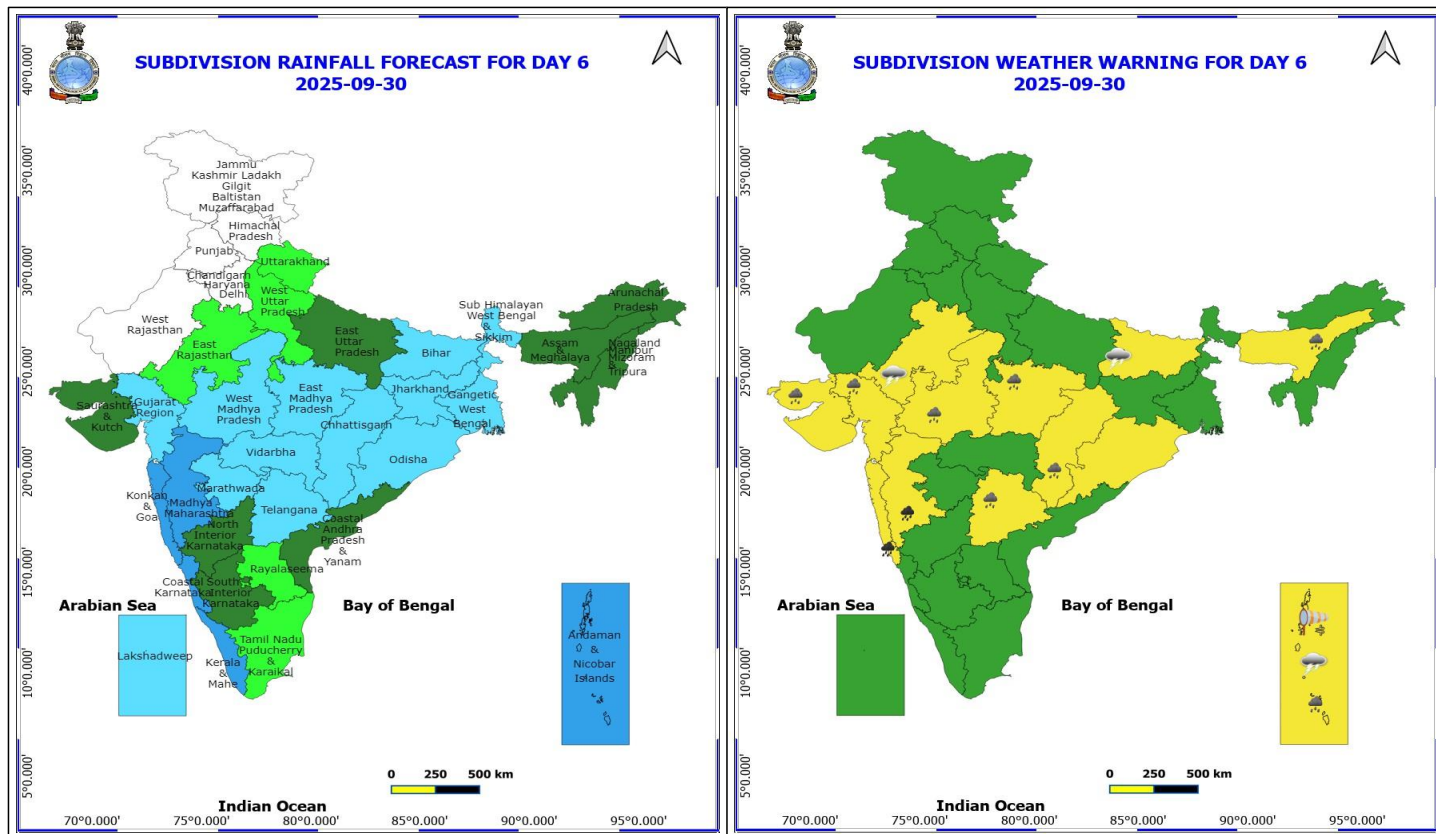 SUBDIVISION RAINFALL FORECAST FOR DAY 6
2025-09-30
40°0.000'
35°0.000'
30°0.000'
25°0.000'
20°0.000'
15°0.000'
10°0.000'
5°0.000'
Jammu
Kashmir Ladakh
Gilgit
Baltistan
Muzaffarabad
Himachal
Pradesh
Punjab
Chandigarh
Haryana
Delhi
Uttarakhand
West
Uttar
Pradesh
West
Rajasthan
East
Rajasthan
East
Uttar
Pradesh
Sub Himalayan
West Bengal
&
Sikkim
Arunachal
Pradesh
Assam
&
Meghalaya
Nagaland
Manipur
Mizoram
&
Tripura
Bihar
Saurashtra
&
Kutch
Gujarat
Region
West
Madhya
Pradesh
East
Madhya
Pradesh
Jharkhand
Gangetic
West
Bengal
Chhattisgarh
Vidarbha
Odisha
Konkan
&
Goa
Madhya
Maharashtra
Marathwada
Telangana
North
Interior
Karnataka
Coastal
Andhra
Pradesh
&
Yanam
Rayalaseema
Coastal
Karnataka
South
Interior
Karnataka
Arabian Sea
Bay of Bengal
Lakshadweep
Kerala
&
Mahe
Tamil Nadu
Puducherry
&
Karaikal
Andaman
&
Nicobar
Islands
0 250 500 km
Indian Ocean
70°0.000' 75°0.000' 80°0.000' 85°0.000' 90°0.000' 95°0.000'
SUBDIVISION WEATHER WARNING FOR DAY 6
2025-09-30
40°0.000'
35°0.000'
30°0.000'
25°0.000'
20°0.000'
15°0.000'
10°0.000'
5°0.000'
Arabian Sea
Bay of Bengal
0 250 500 km
Indian Ocean
70°0.000' 75°0.000' 80°0.000' 85°0.000' 90°0.000' 95°0.000'